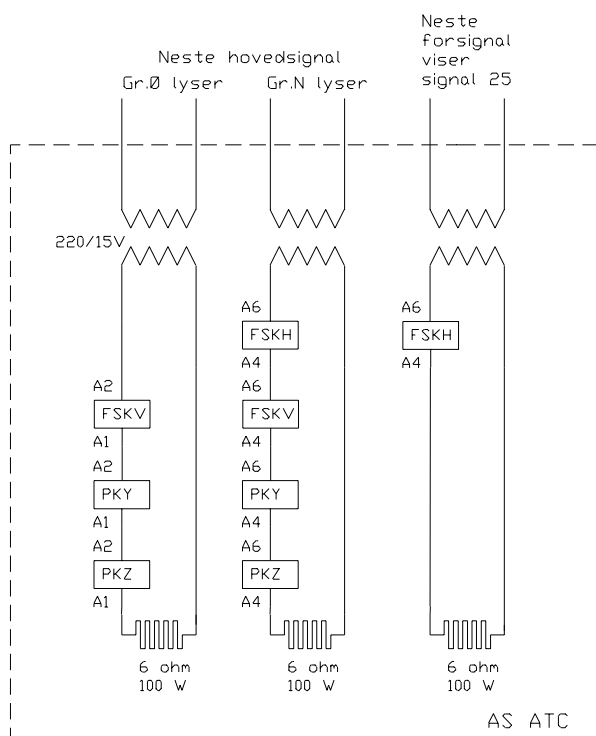 Neste
forsignal
viser
signal 25
Neste hovedsignal
Gr.Ø lyser
Gr.N lyser
220/15V
A6
FSKH
A4
A6
FSKH
A4
A2
FSKV
A1
A6
FSKV
A4
A2
PKY
A1
A6
PKY
A4
A2
PKZ
A1
A6
PKZ
A4
6 ohm
100 W
6 ohm
100 W
6 ohm
100 W
AS ATC